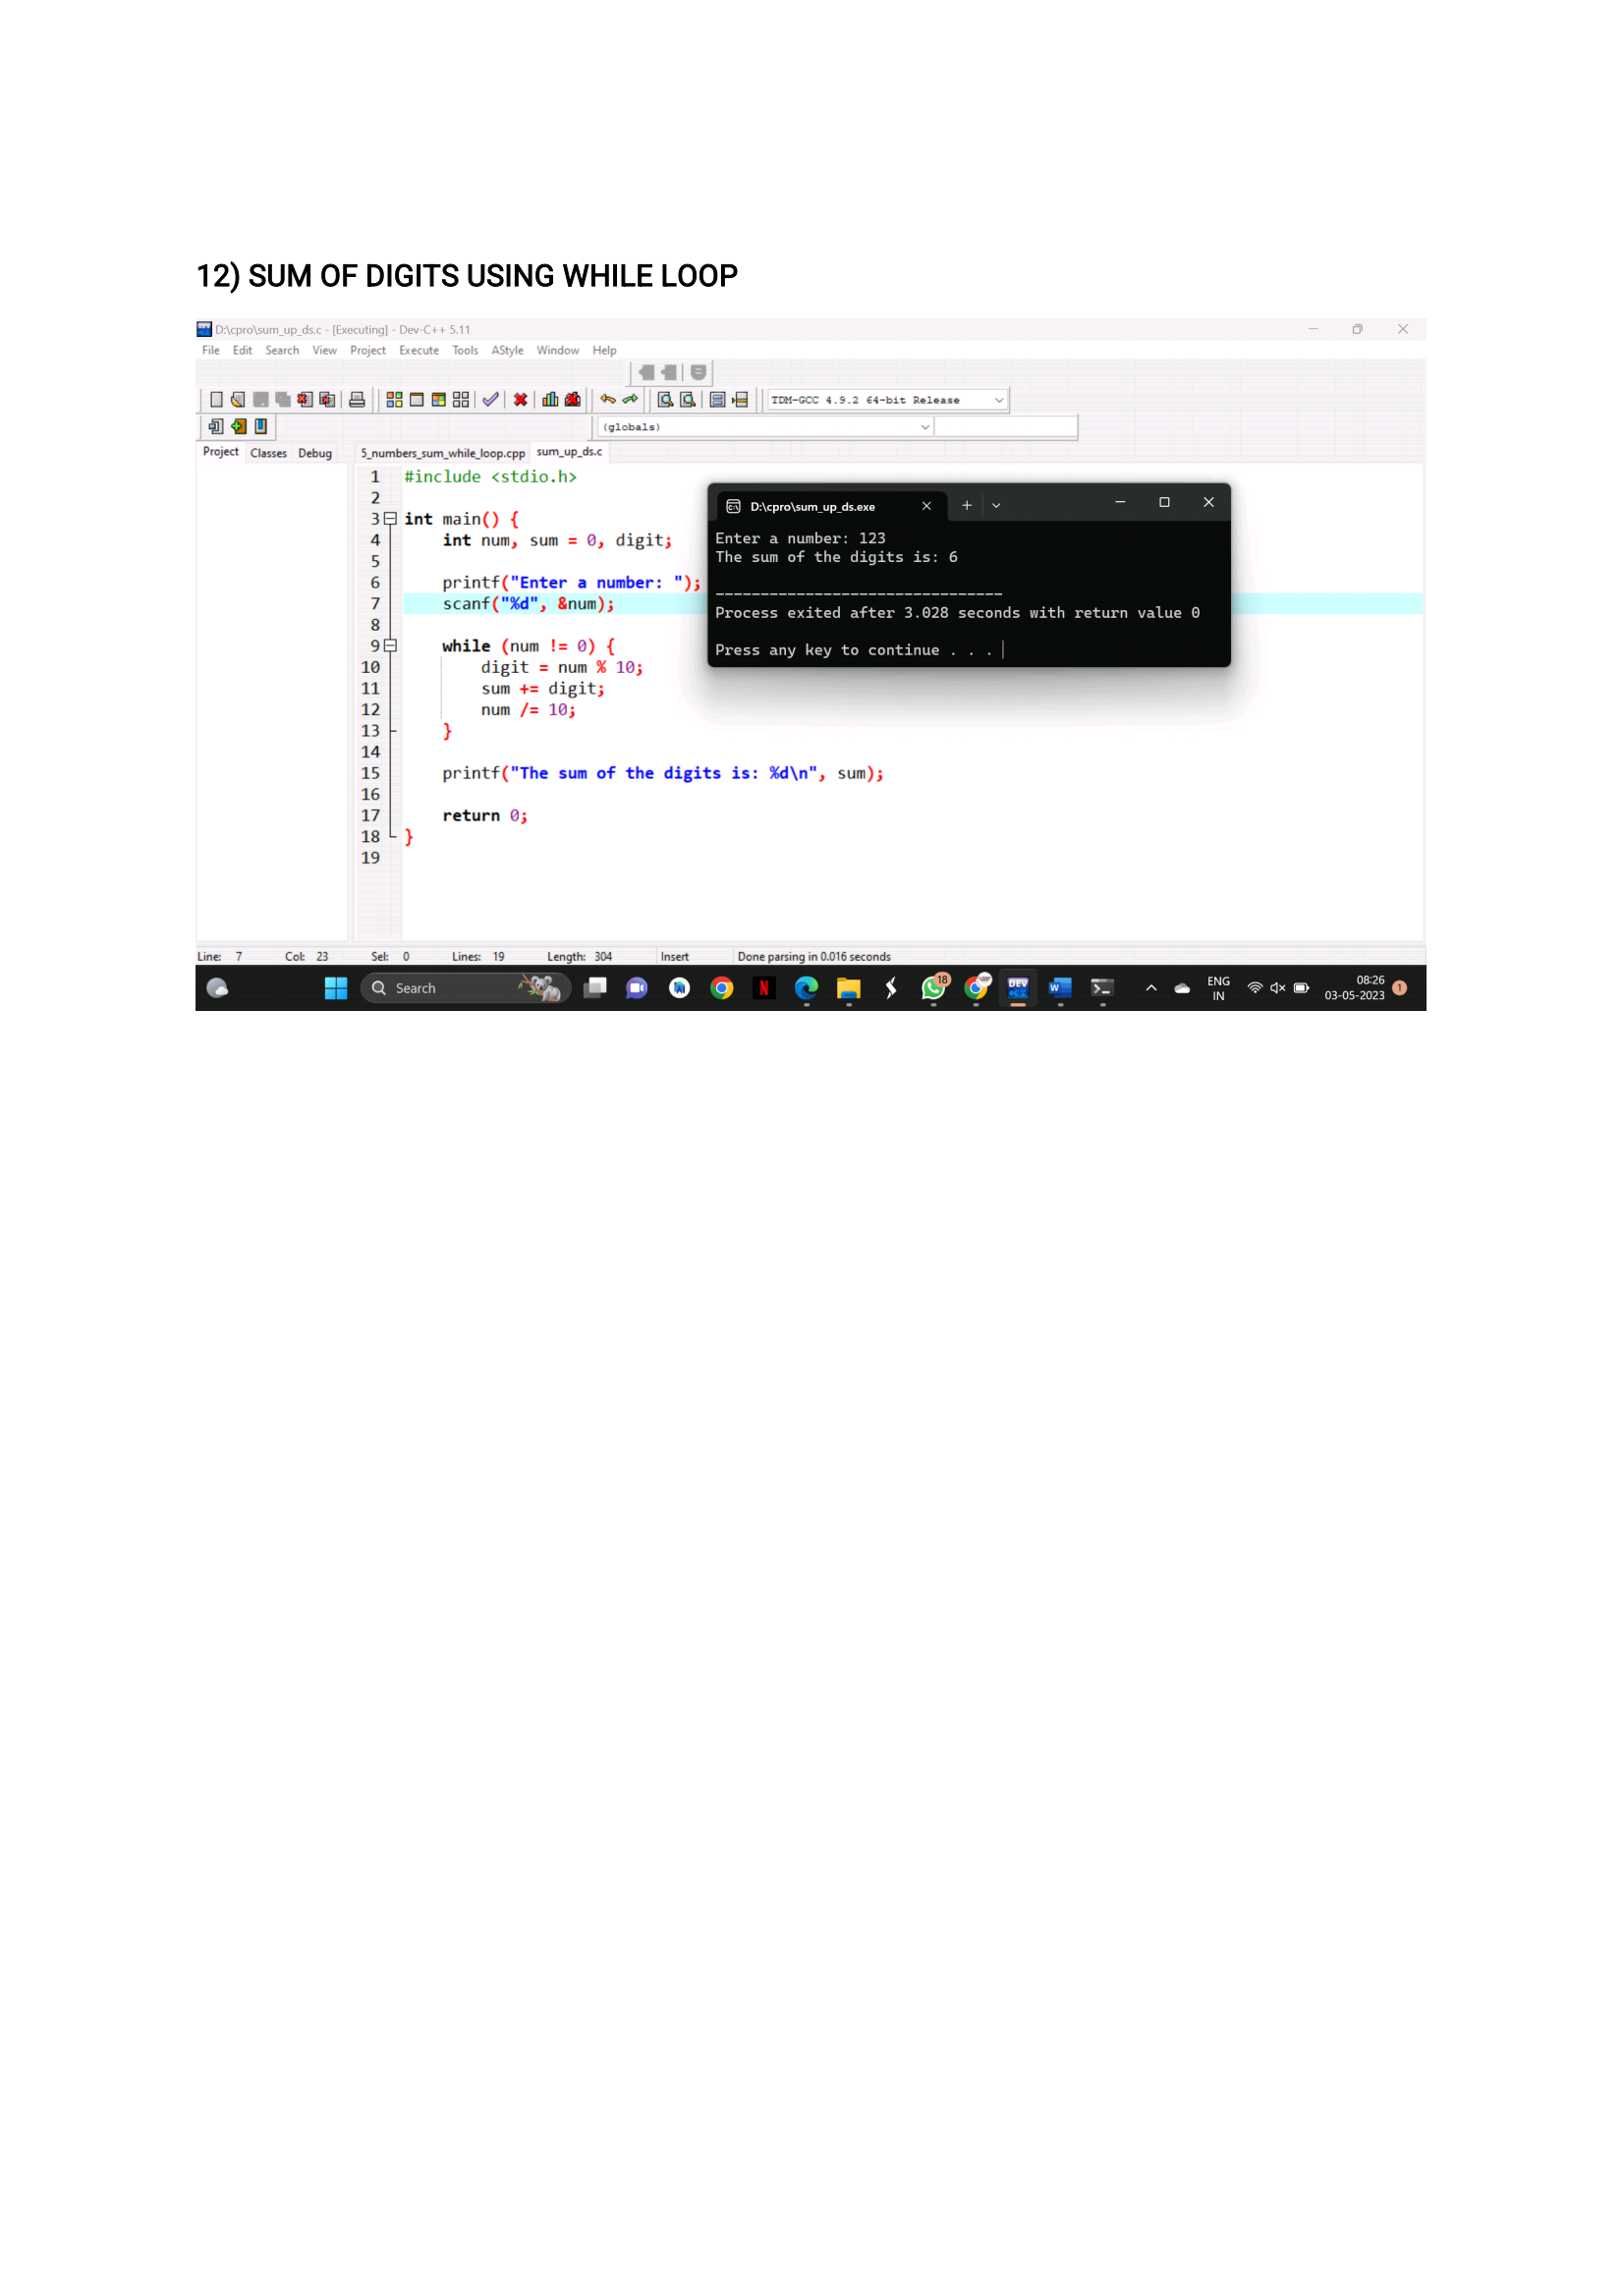 12) SUM OF DIGITS USING WHILE LOOP
D:\cpro\sum_up_ds.c - [Executing] - Dev-C++ 5.11
File Edit Search View Project Execute Tools AStyle Window Help
TDM-GCC 4.9.2 64-bit Release
(globals)
Project Classes Debug 5_numbers_sum_while_loop.cpp sum_up_ds.c
1 #include <stdio.h>
2
3 int main() {
4 int num, sum = 0, digit;
5
6 printf("Enter a number: ");
7 scanf("%d", &num);
8
9 while (num != 0) {
10 digit = num % 10;
11 sum += digit;
12 num /= 10;
13 }
14
15 printf("The sum of the digits is: %d\n", sum);
16
17 return 0;
18 }
19
D:\cpro\sum_up_ds.exe
Enter a number: 123
The sum of the digits is: 6
--------------------------------
Process exited after 3.028 seconds with return value 0
Press any key to continue . . .
Line: 7 Col: 23 Sel: 0 Lines: 19 Length: 304 Insert Done parsing in 0.016 seconds
Search
18
DEV
ENG
IN
08:26
03-05-2023
1